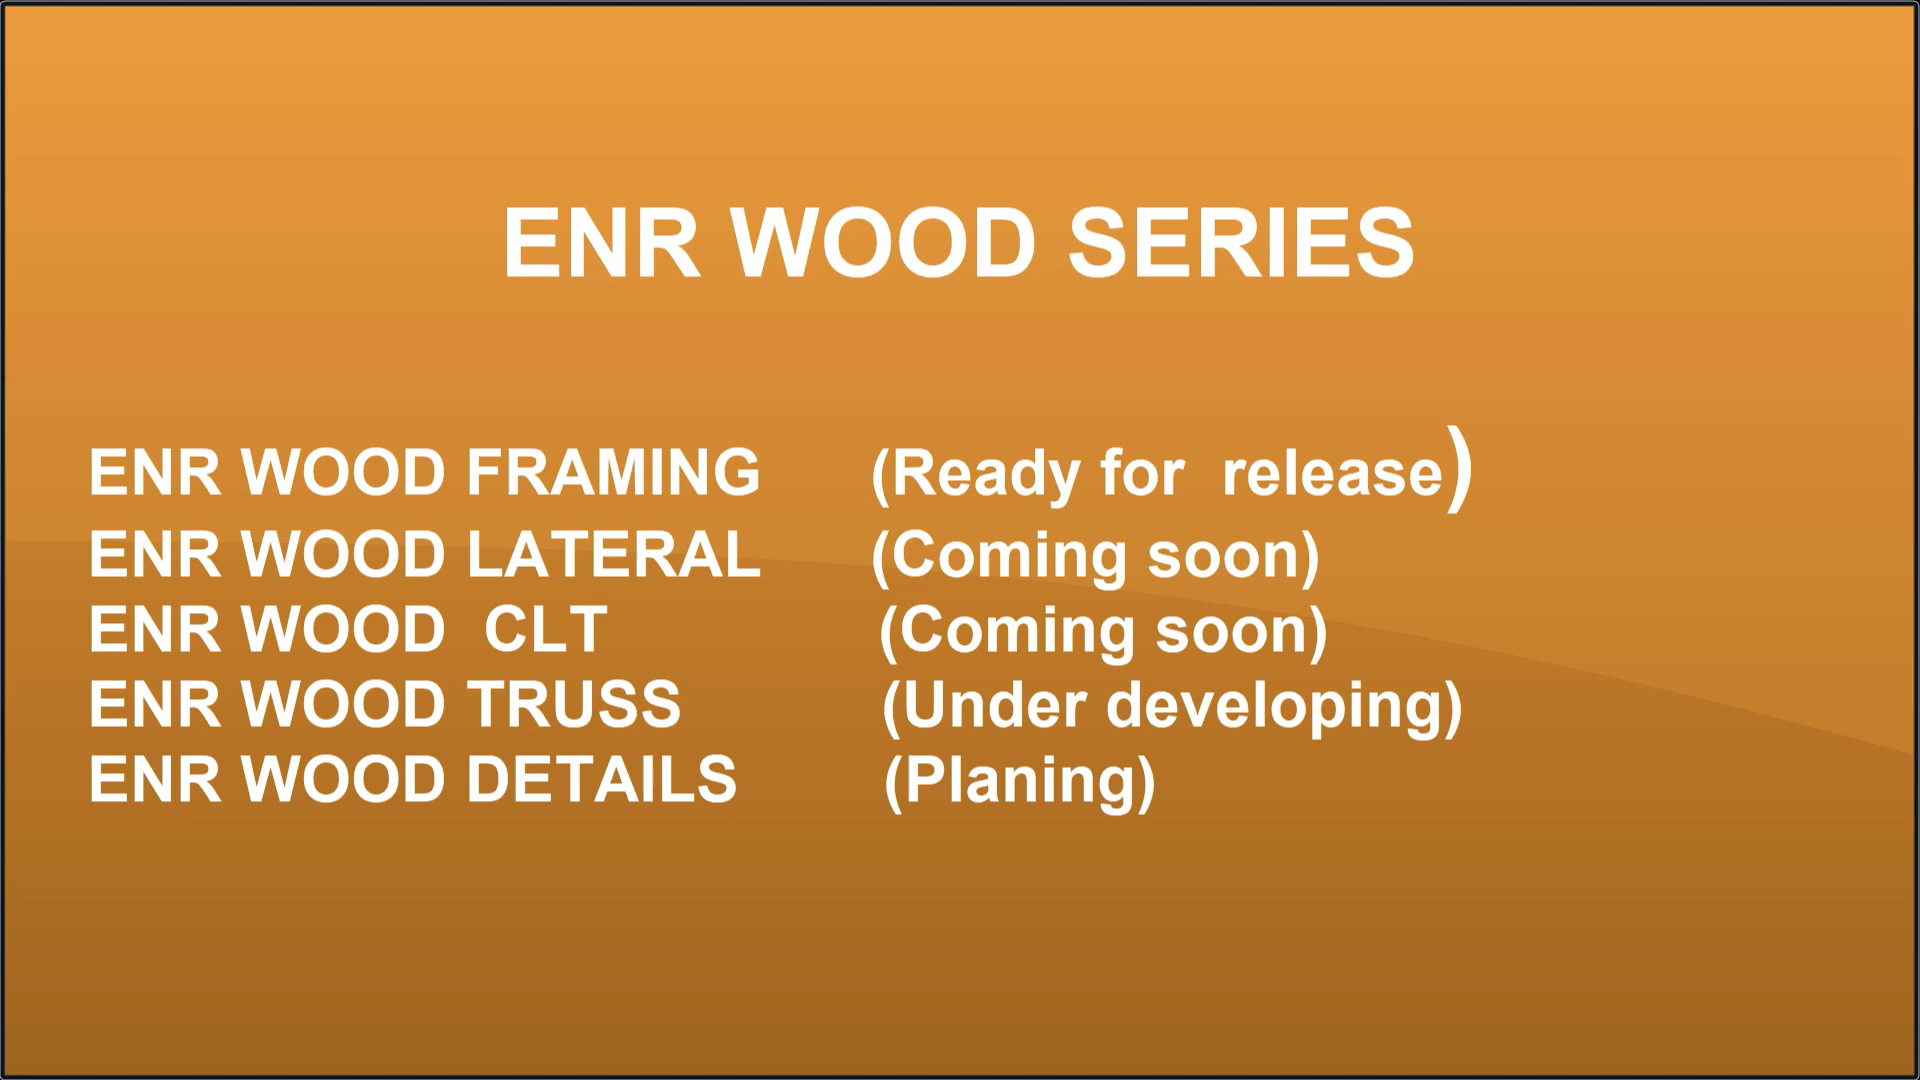 ENR WOOD SERIES
ENR WOOD FRAMING (Ready for release)
ENR WOOD LATERAL (Coming soon)
ENR WOOD CLT (Coming soon)
ENR WOOD TRUSS (Under developing)
ENR WOOD DETAILS (Planing)